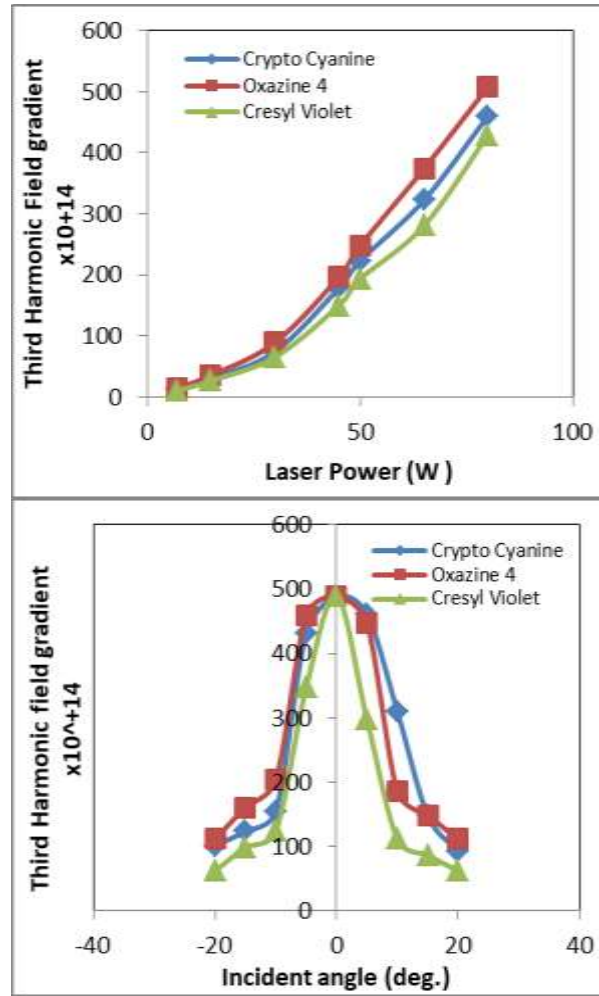 Third Harmonic Field gradient
x10+14
600
500
400
300
200
100
0
Crypto Cyanine
Oxazine 4
Cresyl Violet
0
50
100
Laser Power (W )
Third Harmonic field gradient
x10^+14
600
500
400
300
200
100
0
Crypto Cyanine
Oxazine 4
Cresyl Violet
-40
-20
0
20
40
Incident angle (deg.)